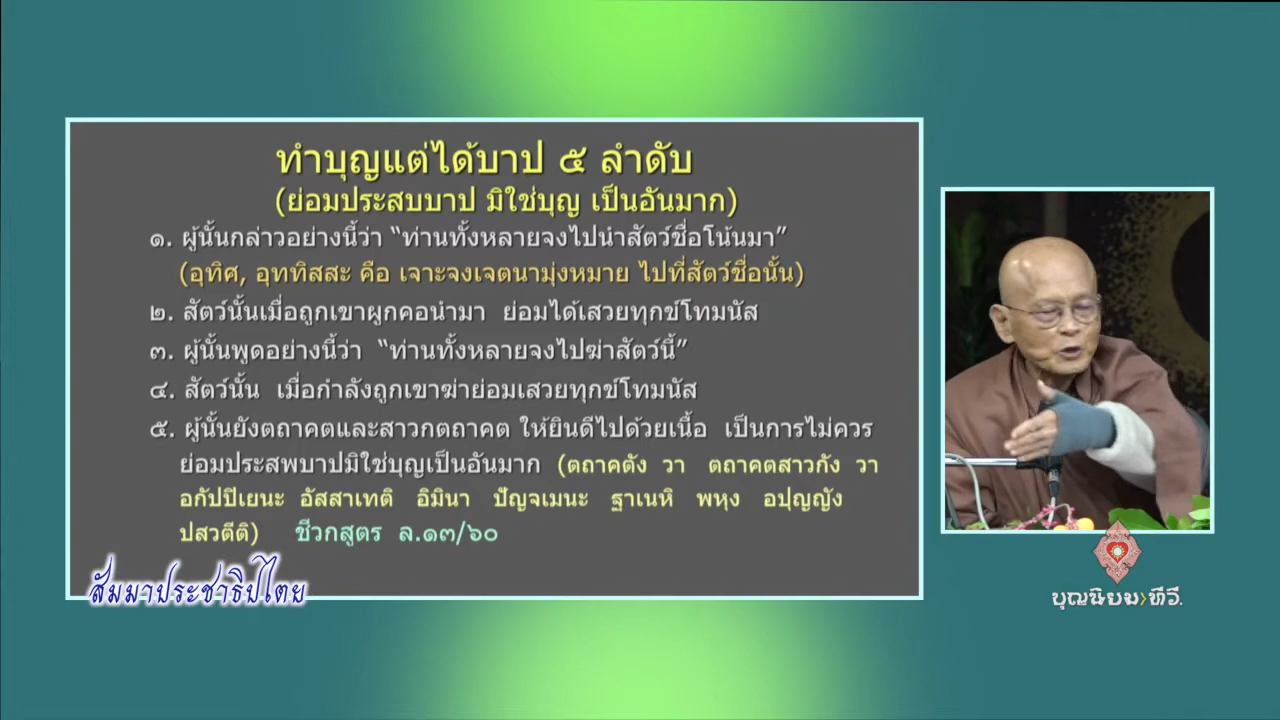 ทำบุญแต่ได้บาป ๕ ลำดับ
(ย่อมประสบบาป มิใช่บุญ เป็นอันมาก)
๑. ผู้นั้นกล่าวอย่างนี้ว่า “ท่านทั้งหลายจงไปนำสัตว์ชื่อโน้นมา”
(อุทิศ, อุททิสสะ คือ เจาะจงเจตนามุ่งหมาย ไปที่สัตว์ชื่อนั้น)
๒. สัตว์นั้นเมื่อถูกเขาผูกคอนำมา ย่อมได้เสวยทุกข์โทมนัส
๓. ผู้นั้นพูดอย่างนี้ว่า “ท่านทั้งหลายจงไปฆ่าสัตว์นี้”
๔. สัตว์นั้น เมื่อกำลังถูกเขาฆ่าย่อมเสวยทุกข์โทมนัส
๕. ผู้นั้นยังตถาคตและสาวกตถาคต ให้ยินดีไปด้วยเนื้อ เป็นการไม่ควร
ย่อมประสพบาปมิใช่บุญเป็นอันมาก (ตถาคตัง วา ตถาคตสาวกัง วา
อกัปปิเยนะ อัสสาเทติ อิมินา ปัญจเมนะ ฐาเนหิ พหุง อปุญญัง
ปสวตีติ) ชีวกสูตร ล.๑๓/๖๐
สัมมาประชาธิปไตย
บุญนิยม>ทีวี.